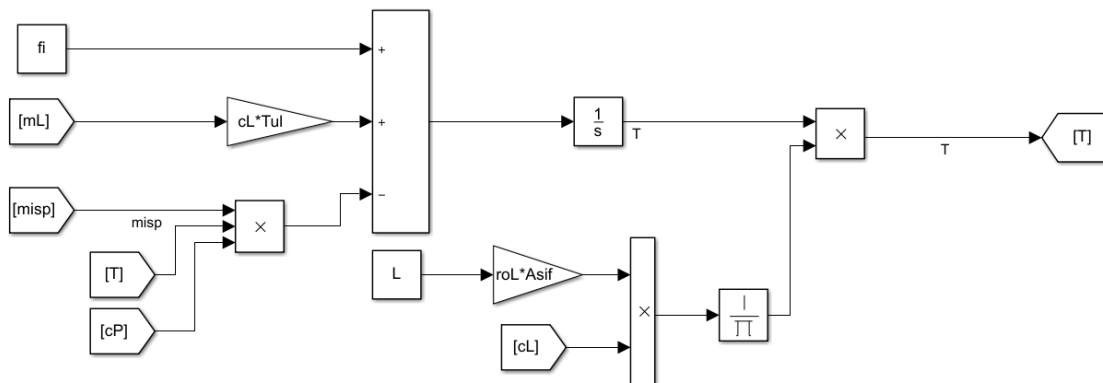 fi
+
[mL]
cL*Tul
+
1
s
T
×
T
[T]
[misp]
misp
×
−
[T]
[cP]
L
roL*Asif
[cL]
×
|
∏